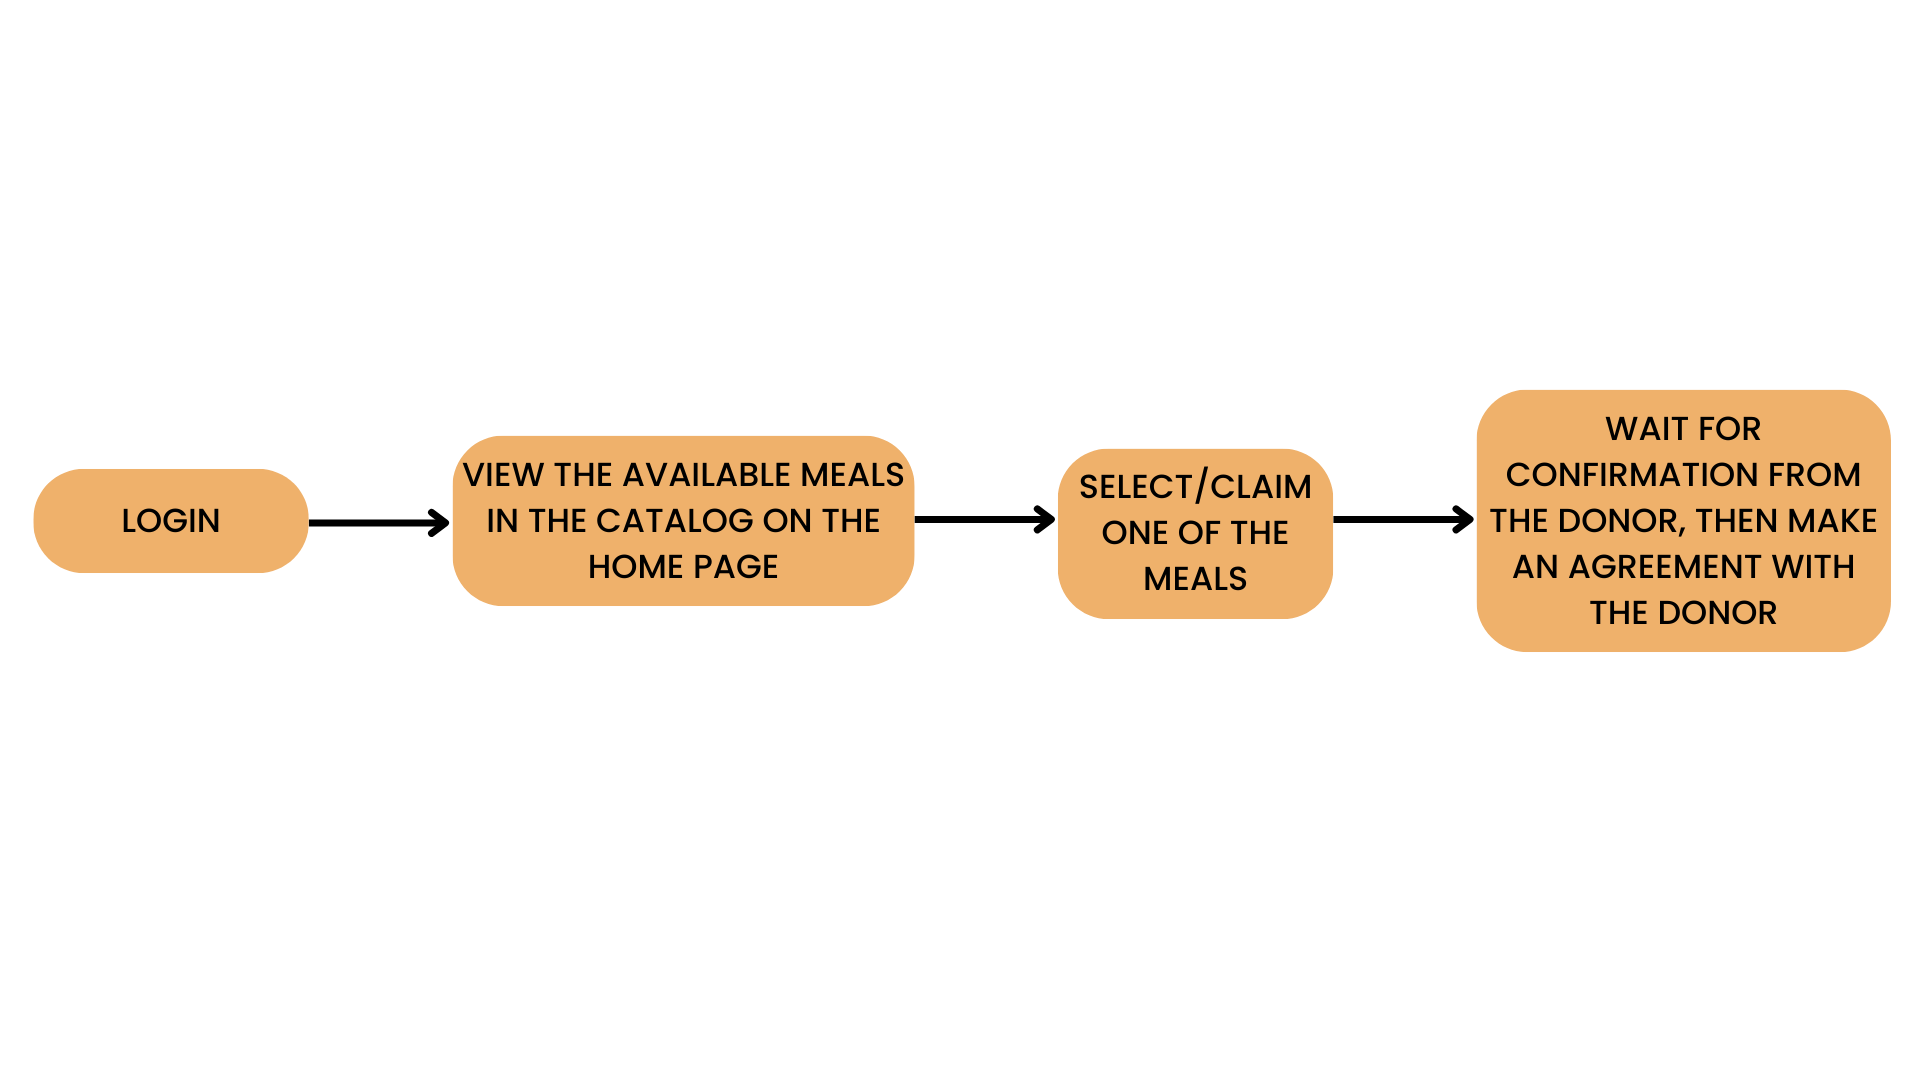 LOGIN
VIEW THE AVAILABLE MEALS
IN THE CATALOG ON THE
HOME PAGE
SELECT/CLAIM
ONE OF THE
MEALS
WAIT FOR
CONFIRMATION FROM
THE DONOR, THEN MAKE
AN AGREEMENT WITH
THE DONOR